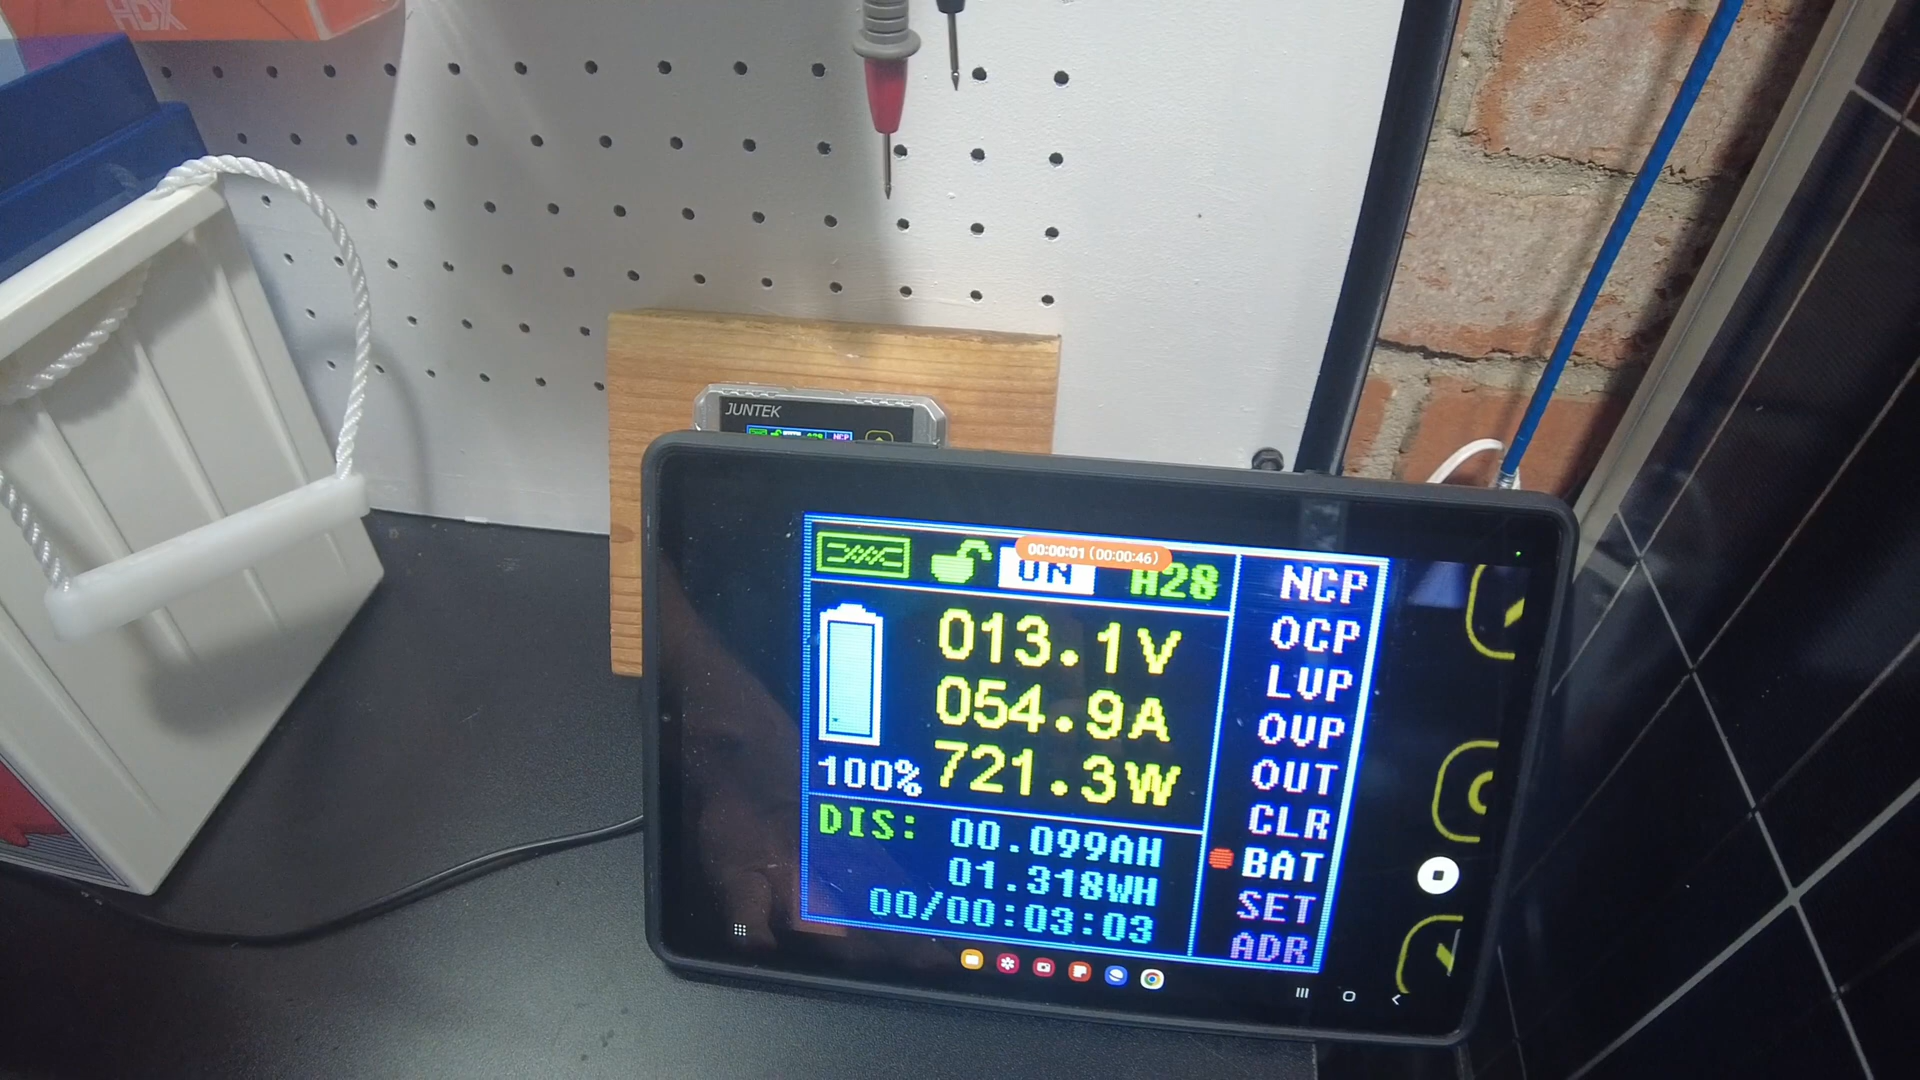 HDX
JUNTEK
00:00:01 (00:00:46)
ON
A28
013.1V
054.9A
721.3W
100%
DIS: 00.099AH
01.318WH
00/00:03:03
NCP
OCP
LVP
OVP
OUT
CLR
BAT
SET
ADR